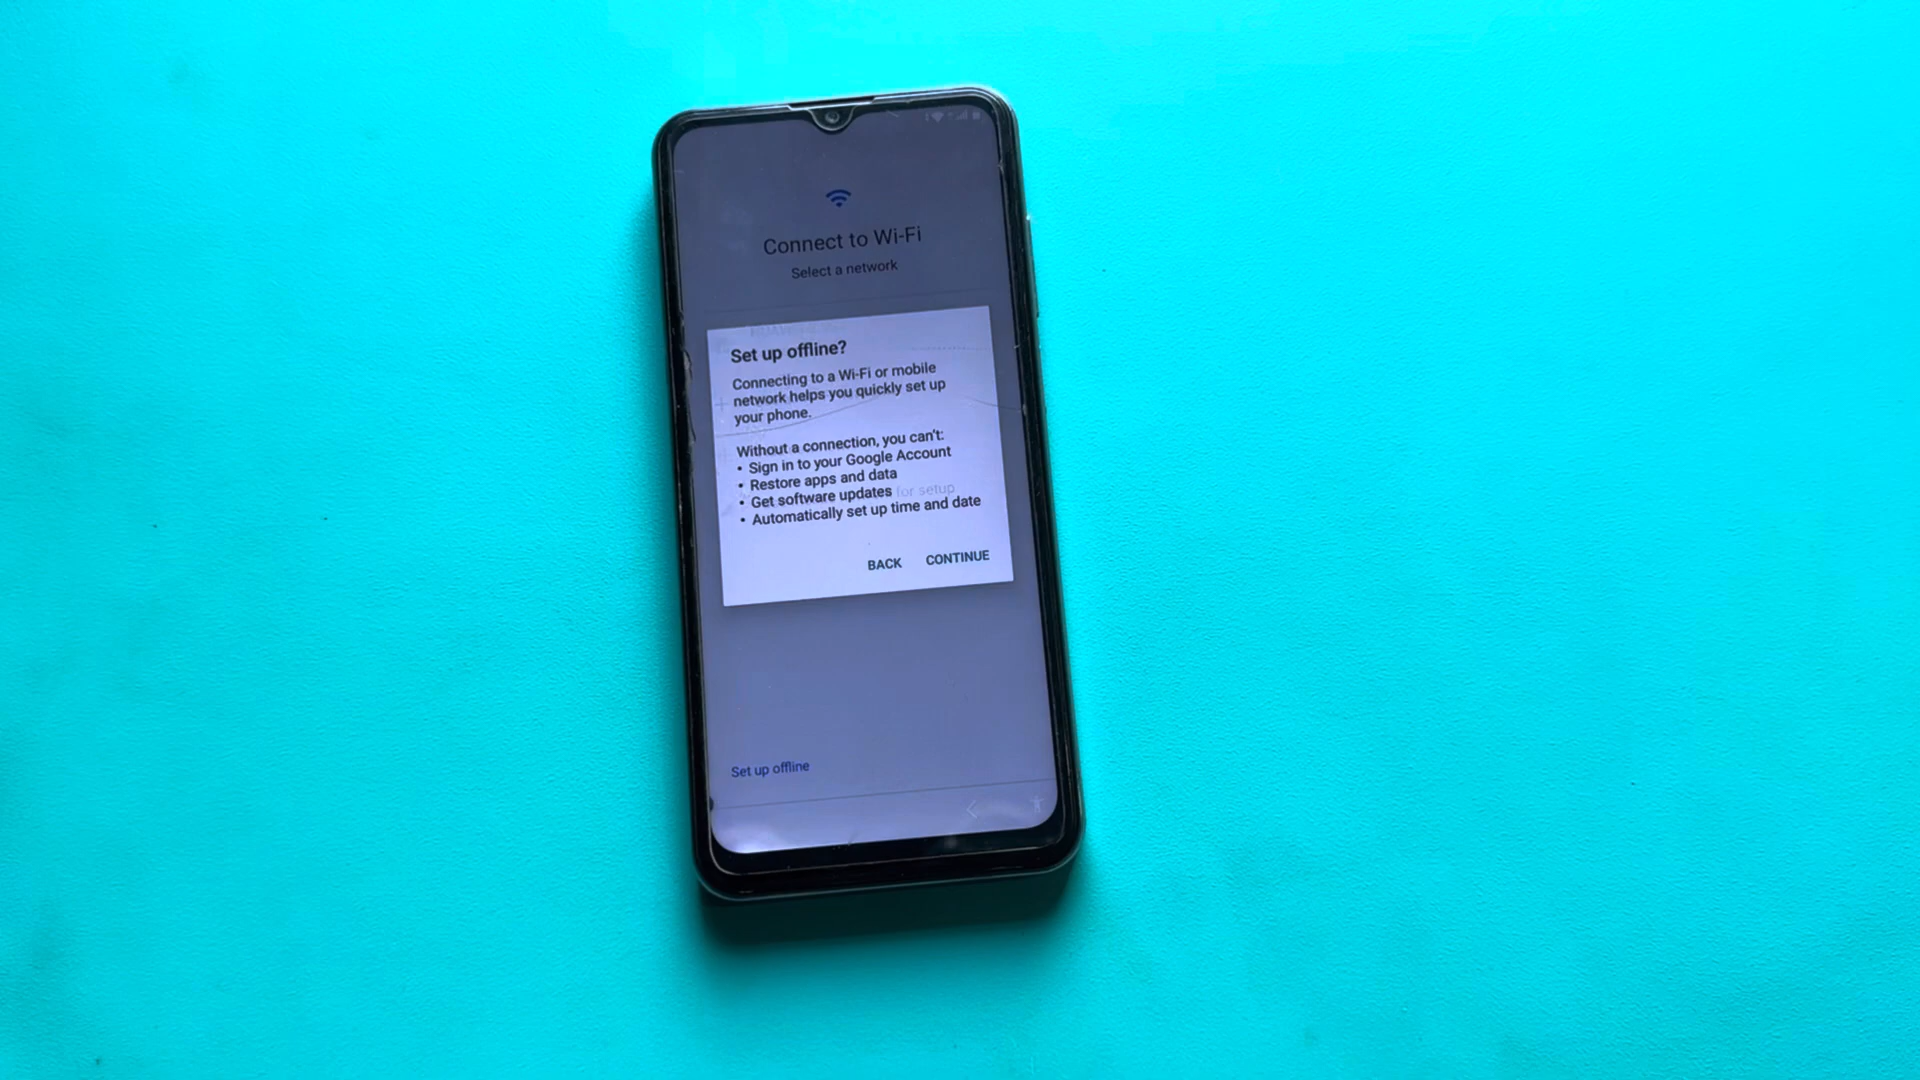 Connect to Wi-Fi
Select a network
Set up offline?
Connecting to a Wi-Fi or mobile
network helps you quickly set up
your phone.
Without a connection, you can't:
• Sign in to your Google Account
• Restore apps and data
• Get software updates for setup
• Automatically set up time and date
BACK CONTINUE
Set up offline